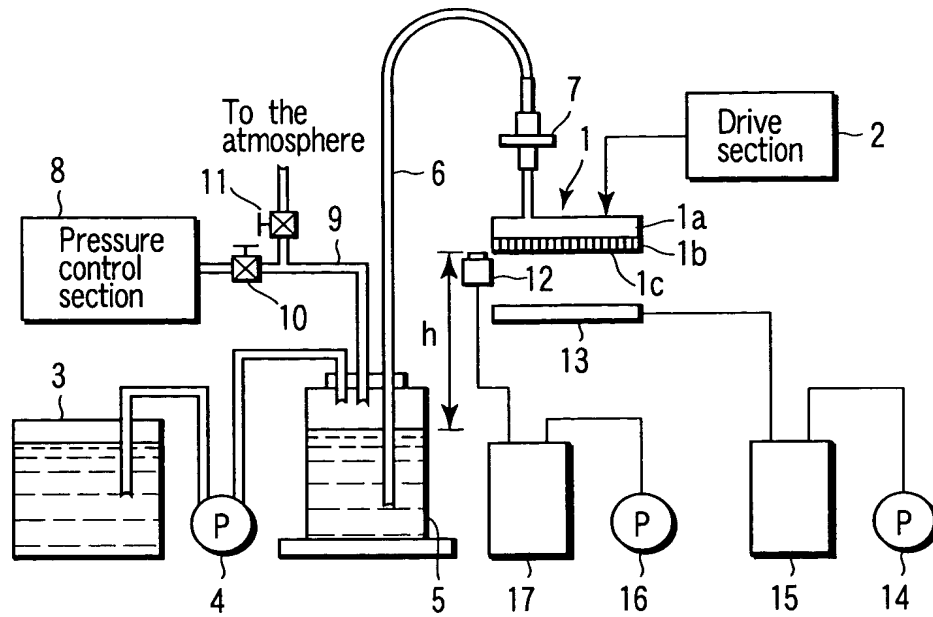 To the
atmosphere
7
1
Drive
section
2
11
6
8
9
1a
Pressure
control
section
1b
12
1c
10
h
13
3
P
P
P
4
5
17
16
15
14